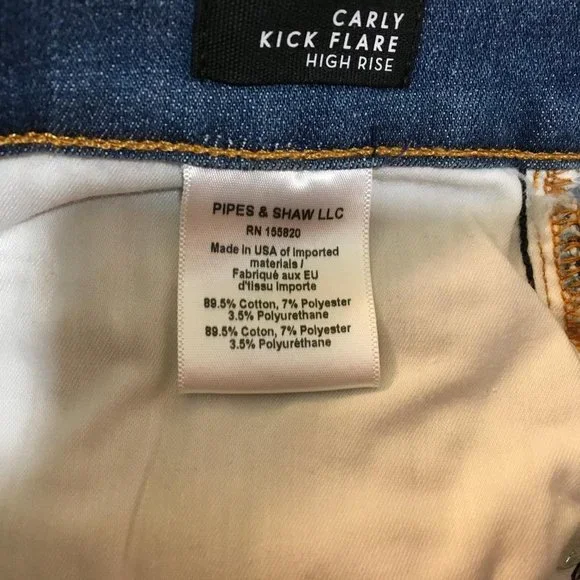 CARLY
KICK FLARE
HIGH RISE
PIPES & SHAW LLC
RN 155820
Made in USA of Imported
materials /
Fabriqué aux EU
d'tissu importe
89.5% Cotton, 7% Polyester
3.5% Polyurethane
89.5% Coton, 7% Polyester
3.5% Polyuréthane